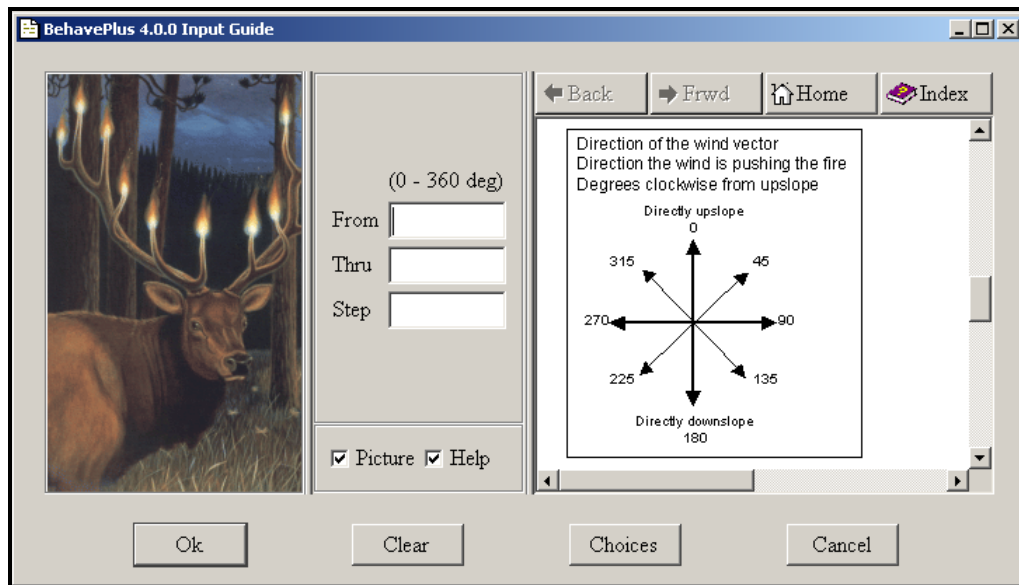 BehavePlus 4.0.0 Input Guide
(0 - 360 deg)
From
Thru
Step
Picture Help
Back Frwd Home Index
Direction of the wind vector
Direction the wind is pushing the fire
Degrees clockwise from upslope
Directly upslope
0
315 45
270 90
225 135
Directly downslope
180
Ok Clear Choices Cancel